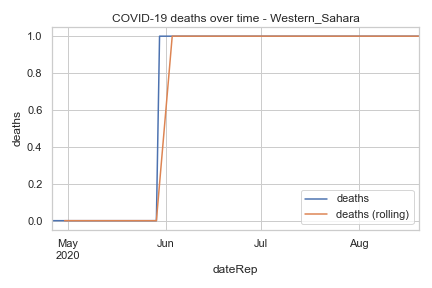 COVID-19 deaths over time - Western_Sahara
1.0
0.8
0.6
0.4
0.2
0.0
deaths
deaths
deaths (rolling)
May Jun Jul Aug
2020
dateRep